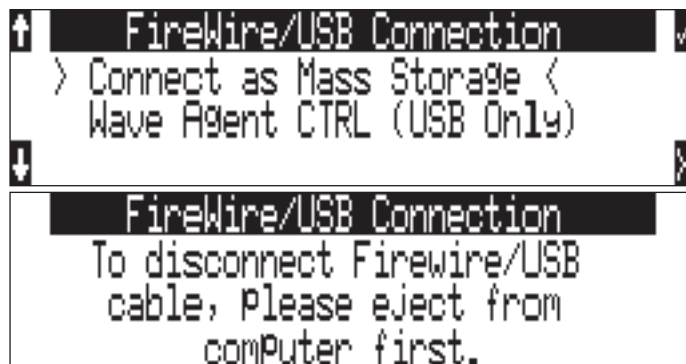 FireWire/USB Connection
> Connect as Mass Storage <
Wave Agent CTRL (USB Only)
FireWire/USB Connection
To disconnect Firewire/USB
cable, please eject from
computer first.